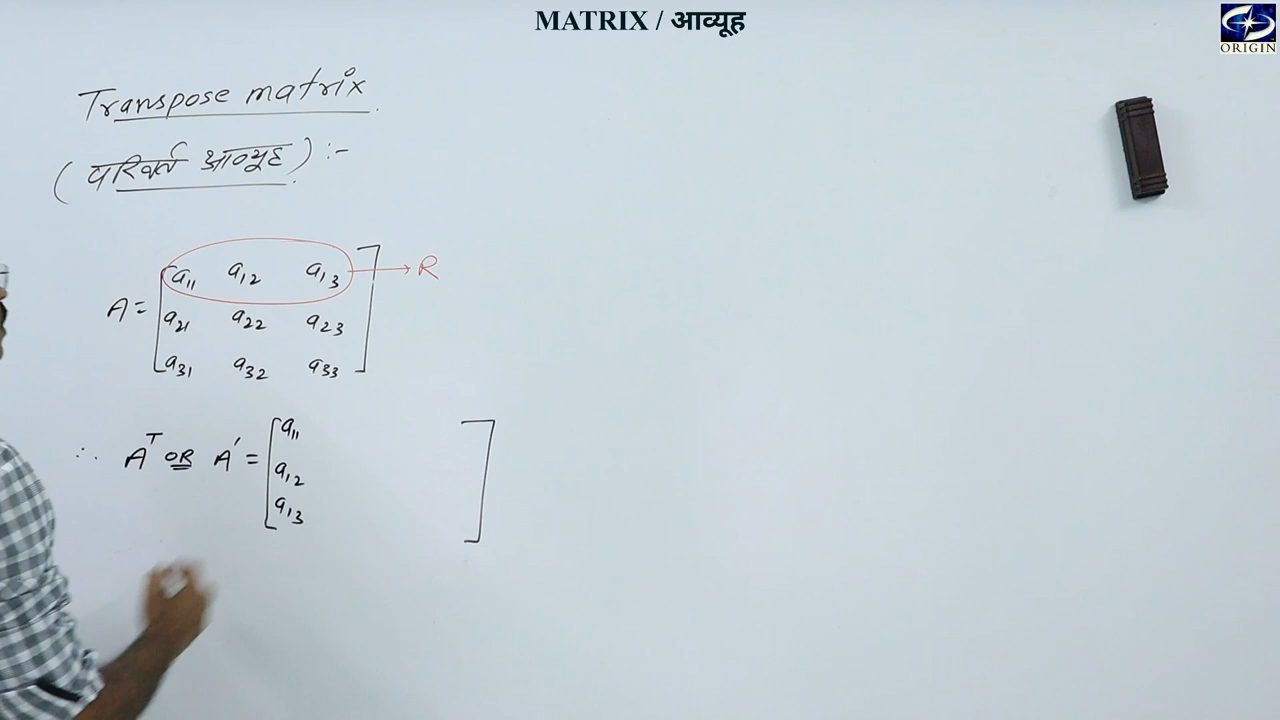 MATRIX / आव्यूह
ORIGIN
Transpose matrix
( परिवर्त आव्यूह ) :-
a11 a12 a13 → R
A = a21 a22 a23
a31 a32 a33
a11
∴ A^T OR A' = a12
a13